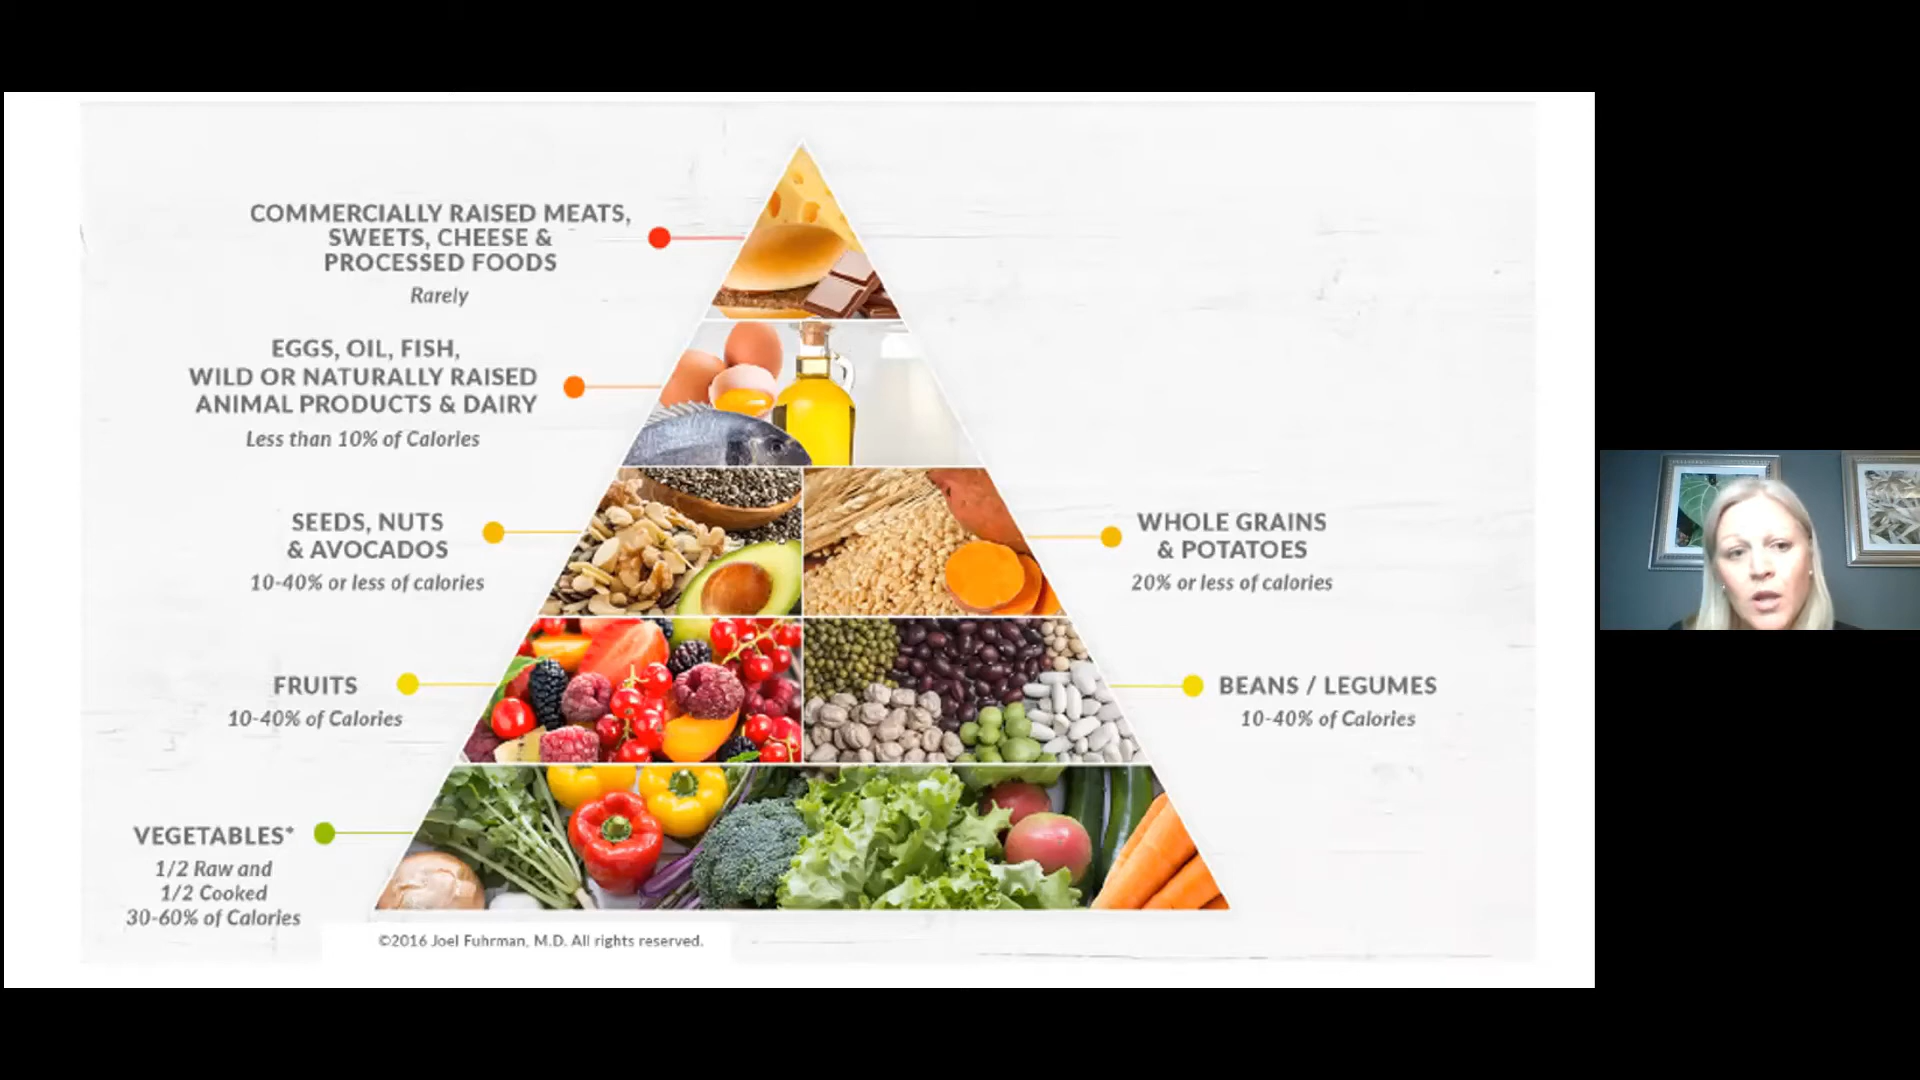 COMMERCIALLY RAISED MEATS,
SWEETS, CHEESE &
PROCESSED FOODS
Rarely
EGGS, OIL, FISH,
WILD OR NATURALLY RAISED
ANIMAL PRODUCTS & DAIRY
Less than 10% of Calories
SEEDS, NUTS
& AVOCADOS
10-40% or less of calories
WHOLE GRAINS
& POTATOES
20% or less of calories
FRUITS
10-40% of Calories
BEANS / LEGUMES
10-40% of Calories
VEGETABLES*
1/2 Raw and
1/2 Cooked
30-60% of Calories
©2016 Joel Fuhrman, M.D. All rights reserved.